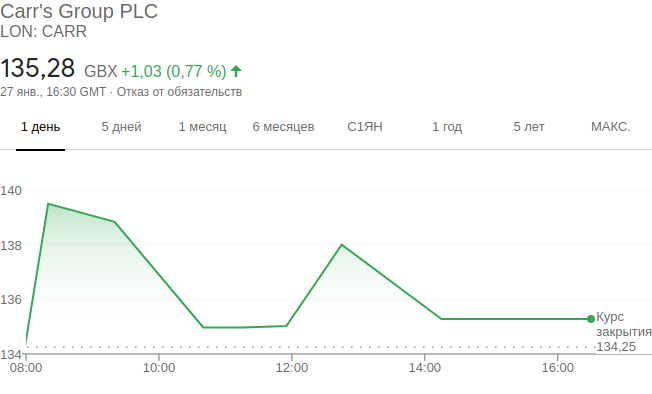 Carr's Group PLC
LON: CARR
135,28 GBX +1,03 (0,77 %)
27 янв., 16:30 GMT · Отказ от обязательств
1 день 5 дней 1 месяц 6 месяцев С1ЯН 1 год 5 лет МАКС.
140
138
136
134
Курс
закрытия
134,25
08:00 10:00 12:00 14:00 16:00